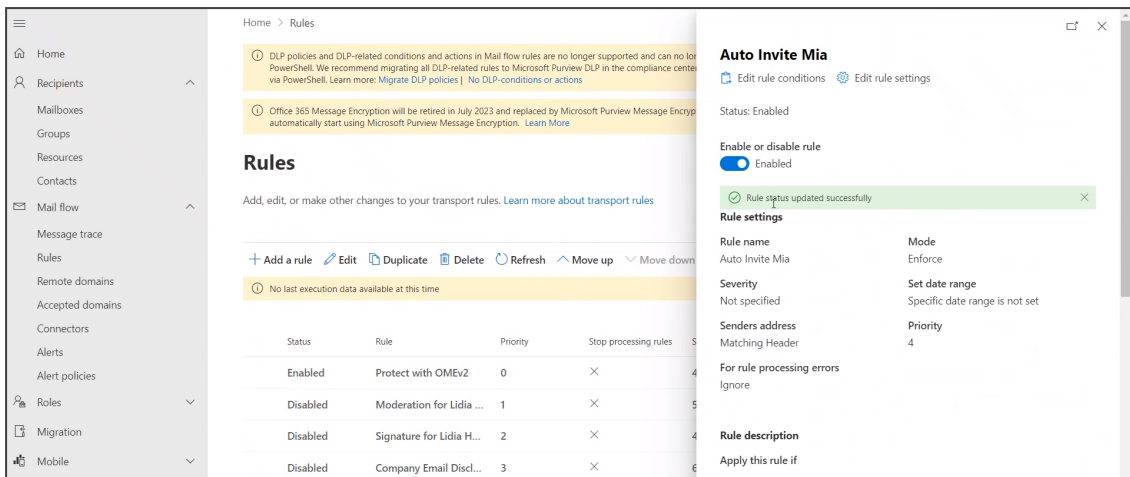 Home
Recipients
Mailboxes
Groups
Resources
Contacts
Mail flow
Message trace
Rules
Remote domains
Accepted domains
Connectors
Alerts
Alert policies
Roles
Migration
Mobile
Home > Rules
DLP policies and DLP-related conditions and actions in Mail flow rules are no longer supported and can no lon
PowerShell. We recommend migrating all DLP-related rules to Microsoft Purview DLP in the compliance center
via PowerShell. Learn more: Migrate DLP policies | No DLP-conditions or actions
Office 365 Message Encryption will be retired in July 2023 and replaced by Microsoft Purview Message Encryp
automatically start using Microsoft Purview Message Encryption. Learn More
Rules
Add, edit, or make other changes to your transport rules. Learn more about transport rules
Add a rule Edit Duplicate Delete Refresh Move up Move down
No last execution data available at this time
Status Rule Priority Stop processing rules S
Enabled Protect with OMEv2 0 4
Disabled Moderation for Lidia ... 1 5
Disabled Signature for Lidia H... 2 4
Disabled Company Email Discl... 3 6
Auto Invite Mia
Edit rule conditions Edit rule settings
Status: Enabled
Enable or disable rule
Enabled
Rule status updated successfully
Rule settings
Rule name Mode
Auto Invite Mia Enforce
Severity Set date range
Not specified Specific date range is not set
Senders address Priority
Matching Header 4
For rule processing errors
Ignore
Rule description
Apply this rule if